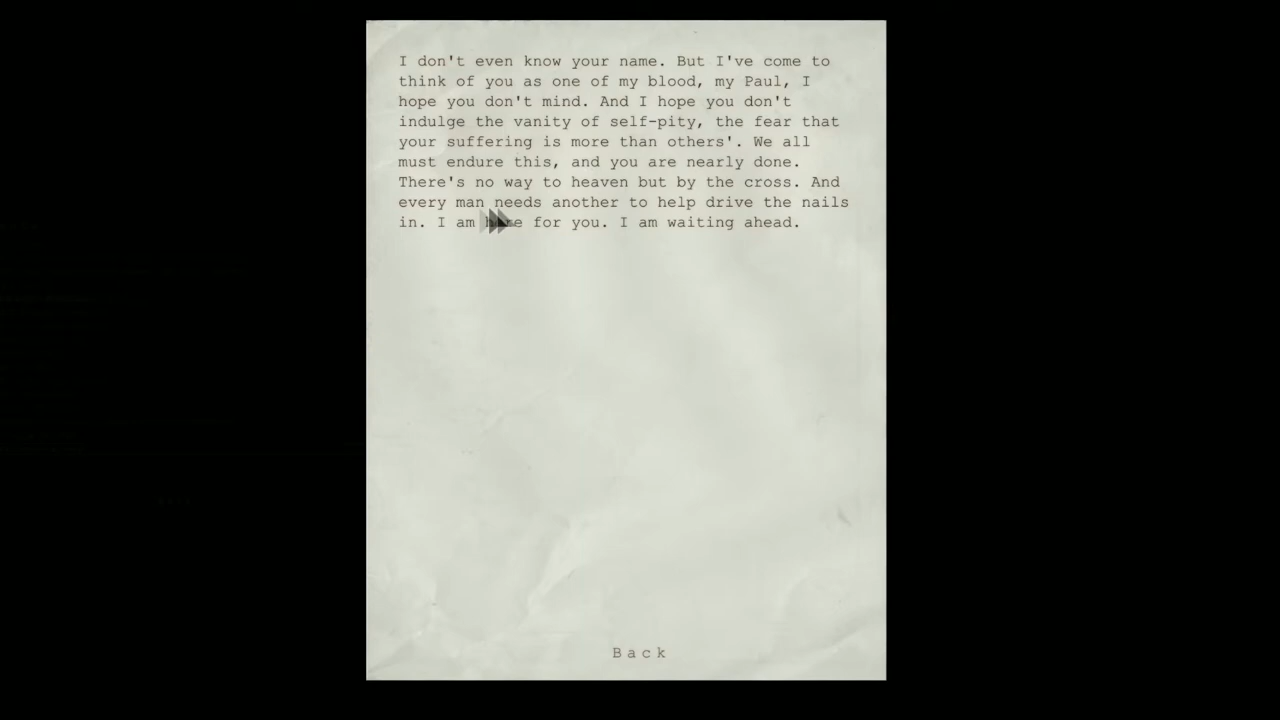 I don't even know your name. But I've come to
think of you as one of my blood, my Paul, I
hope you don't mind. And I hope you don't
indulge the vanity of self-pity, the fear that
your suffering is more than others'. We all
must endure this, and you are nearly done.
There's no way to heaven but by the cross. And
every man needs another to help drive the nails
in. I am for you. I am waiting ahead.
Back